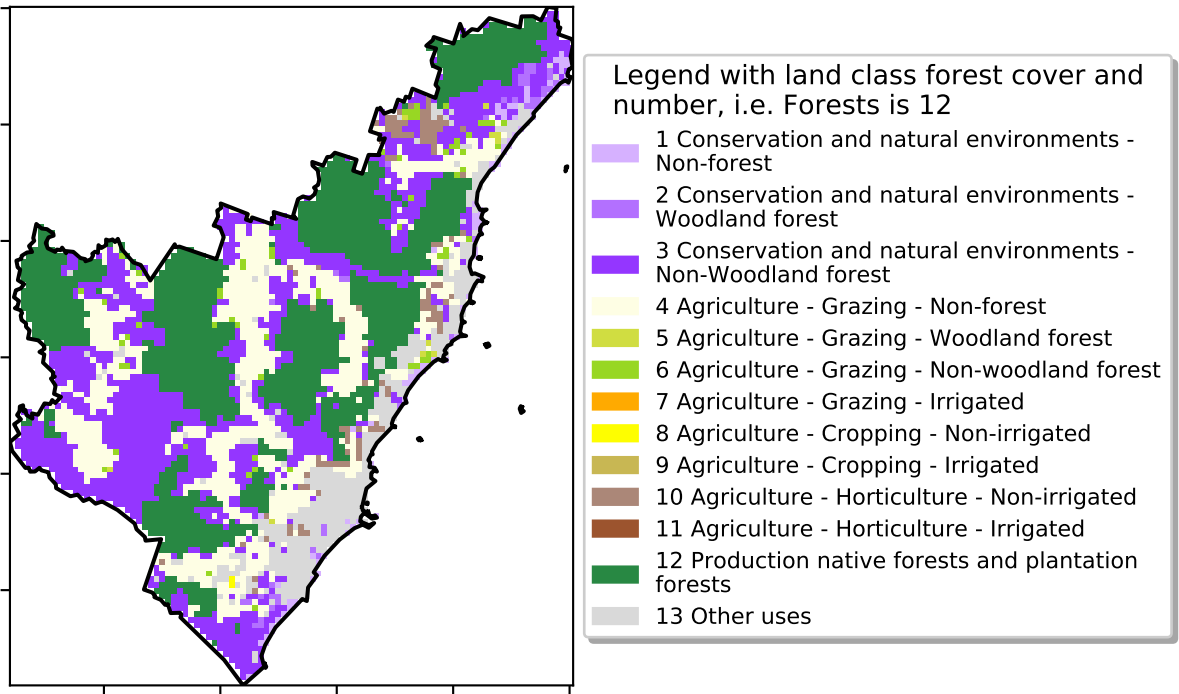 Legend with land class forest cover and
number, i.e. Forests is 12
1 Conservation and natural environments -
Non-forest
2 Conservation and natural environments -
Woodland forest
3 Conservation and natural environments -
Non-Woodland forest
4 Agriculture - Grazing - Non-forest
5 Agriculture - Grazing - Woodland forest
6 Agriculture - Grazing - Non-woodland forest
7 Agriculture - Grazing - Irrigated
8 Agriculture - Cropping - Non-irrigated
9 Agriculture - Cropping - Irrigated
10 Agriculture - Horticulture - Non-irrigated
11 Agriculture - Horticulture - Irrigated
12 Production native forests and plantation
forests
13 Other uses